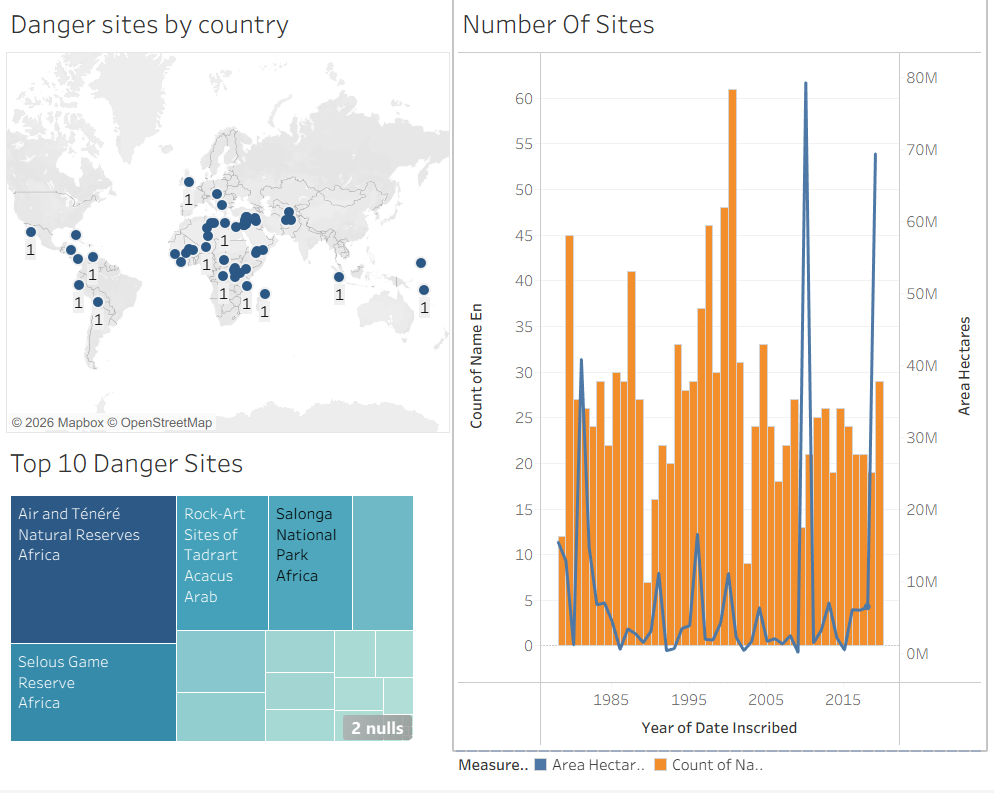 Danger sites by country
1
1
1
1
1
1
1
1
1
1
1
1
© 2026 Mapbox © OpenStreetMap
Top 10 Danger Sites
Air and Ténéré
Natural Reserves
Africa
Rock-Art
Sites of
Tadrart
Acacus
Arab
Salonga
National
Park
Africa
Selous Game
Reserve
Africa
2 nulls
Number Of Sites
Count of Name En
60
55
50
45
40
35
30
25
20
15
10
5
0
80M
70M
60M
50M
40M
30M
20M
10M
0M
Area Hectares
1985 1995 2005 2015
Year of Date Inscribed
Measure.. Area Hectar.. Count of Na..